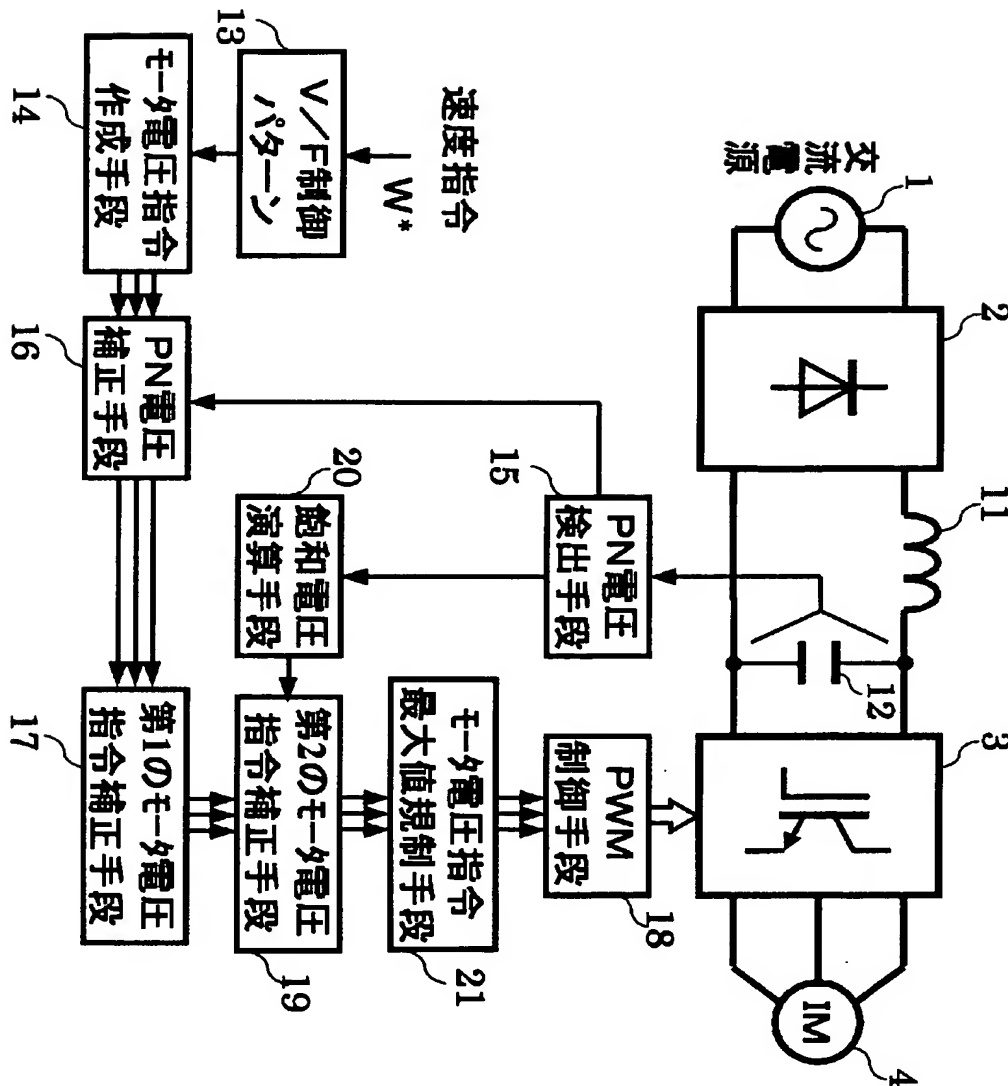 交流電源
1
2
11
12
3
IM
4
速度指令
W*
13
V/F制御
パターン
14
モータ電圧指令
作成手段
15
PN電圧
検出手段
16
PN電圧
補正手段
20
飽和電圧
演算手段
17
第1のモータ電圧
指令補正手段
19
第2のモータ電圧
指令補正手段
21
モータ電圧指令
最大値規制手段
18
PWM
制御手段